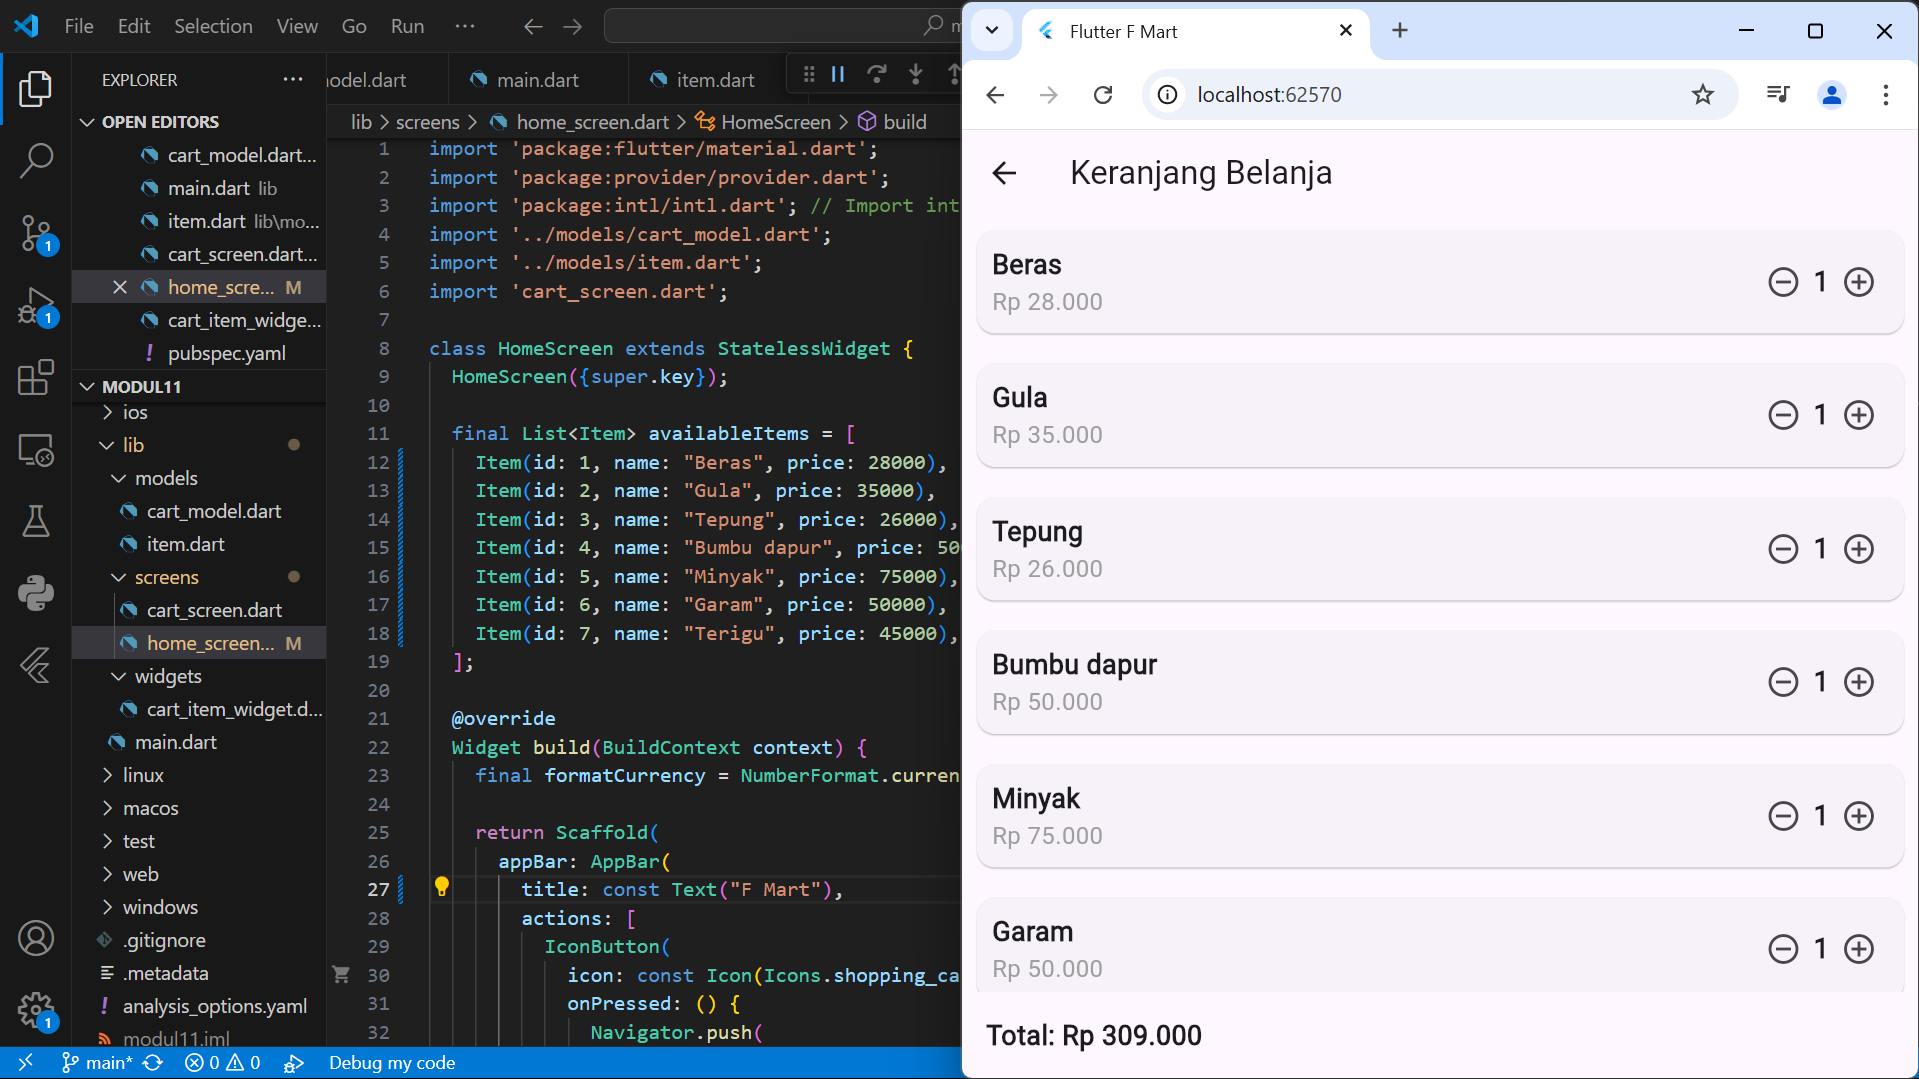 File Edit Selection View Go Run ···
EXPLORER ···
OPEN EDITORS
cart_model.dart...
main.dart lib
item.dart lib\mo...
cart_screen.dart...
home_scre... M
cart_item_widge...
! pubspec.yaml
MODUL11
ios
lib
models
cart_model.dart
item.dart
screens
cart_screen.dart
home_screen... M
widgets
cart_item_widget.d...
main.dart
linux
macos
test
web
windows
.gitignore
.metadata
! analysis_options.yaml
modul11.iml
1
1
1
main* 0 0 Debug my code
odel.dart main.dart item.dart
lib > screens > home_screen.dart > HomeScreen > build
1 import 'package:flutter/material.dart';
2 import 'package:provider/provider.dart';
3 import 'package:intl/intl.dart'; // Import int
4 import '../models/cart_model.dart';
5 import '../models/item.dart';
6 import 'cart_screen.dart';
7
8 class HomeScreen extends StatelessWidget {
9 HomeScreen({super.key});
10
11 final List<Item> availableItems = [
12 Item(id: 1, name: "Beras", price: 28000),
13 Item(id: 2, name: "Gula", price: 35000),
14 Item(id: 3, name: "Tepung", price: 26000),
15 Item(id: 4, name: "Bumbu dapur", price: 50
16 Item(id: 5, name: "Minyak", price: 75000),
17 Item(id: 6, name: "Garam", price: 50000),
18 Item(id: 7, name: "Terigu", price: 45000),
19 ];
20
21 @override
22 Widget build(BuildContext context) {
23 final formatCurrency = NumberFormat.curren
24
25 return Scaffold(
26 appBar: AppBar(
27 title: const Text("F Mart"),
28 actions: [
29 IconButton(
30 icon: const Icon(Icons.shopping_ca
31 onPressed: () {
32 Navigator.push(
Flutter F Mart
localhost:62570
Keranjang Belanja
Beras
Rp 28.000
1
Gula
Rp 35.000
1
Tepung
Rp 26.000
1
Bumbu dapur
Rp 50.000
1
Minyak
Rp 75.000
1
Garam
Rp 50.000
1
Total: Rp 309.000